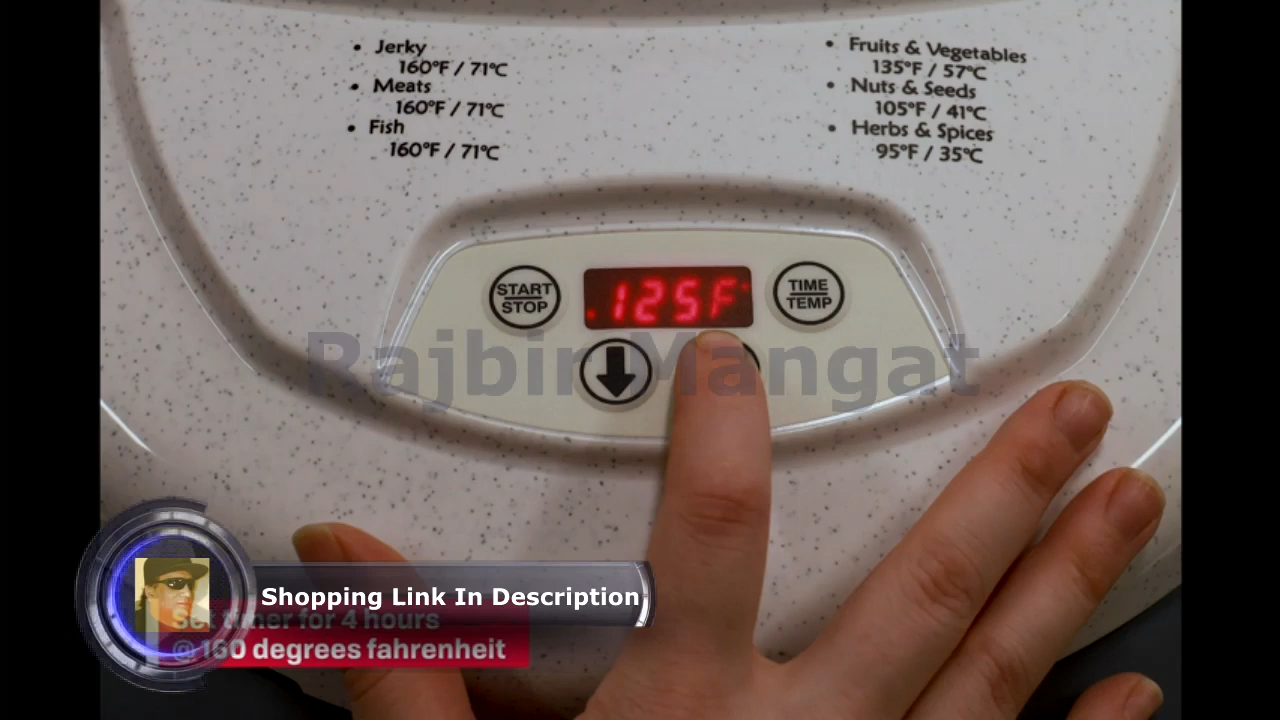 • Jerky
160°F / 71°C
• Meats
160°F / 71°C
• Fish
160°F / 71°C
• Fruits & Vegetables
135°F / 57°C
• Nuts & Seeds
105°F / 41°C
• Herbs & Spices
95°F / 35°C
START
STOP
.125F
TIME
TEMP
Rajbir Mangat
Shopping Link In Description
Set timer for 4 hours
@ 160 degrees fahrenheit